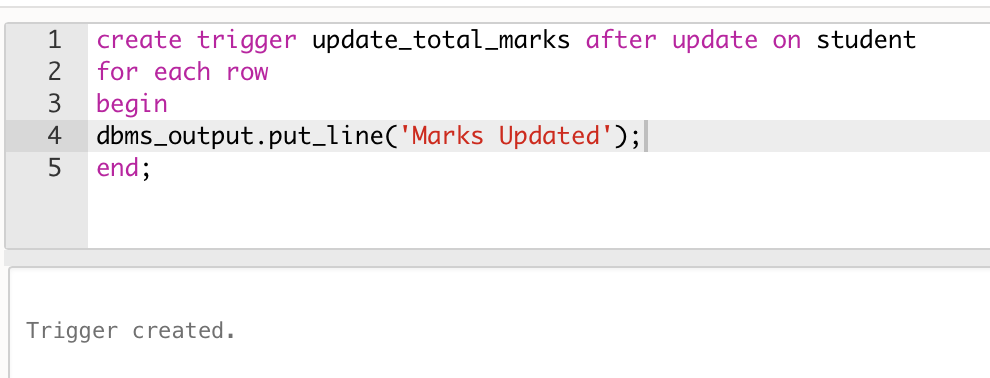 1 create trigger update_total_marks after update on student
2 for each row
3 begin
4 dbms_output.put_line('Marks Updated');
5 end;
Trigger created.